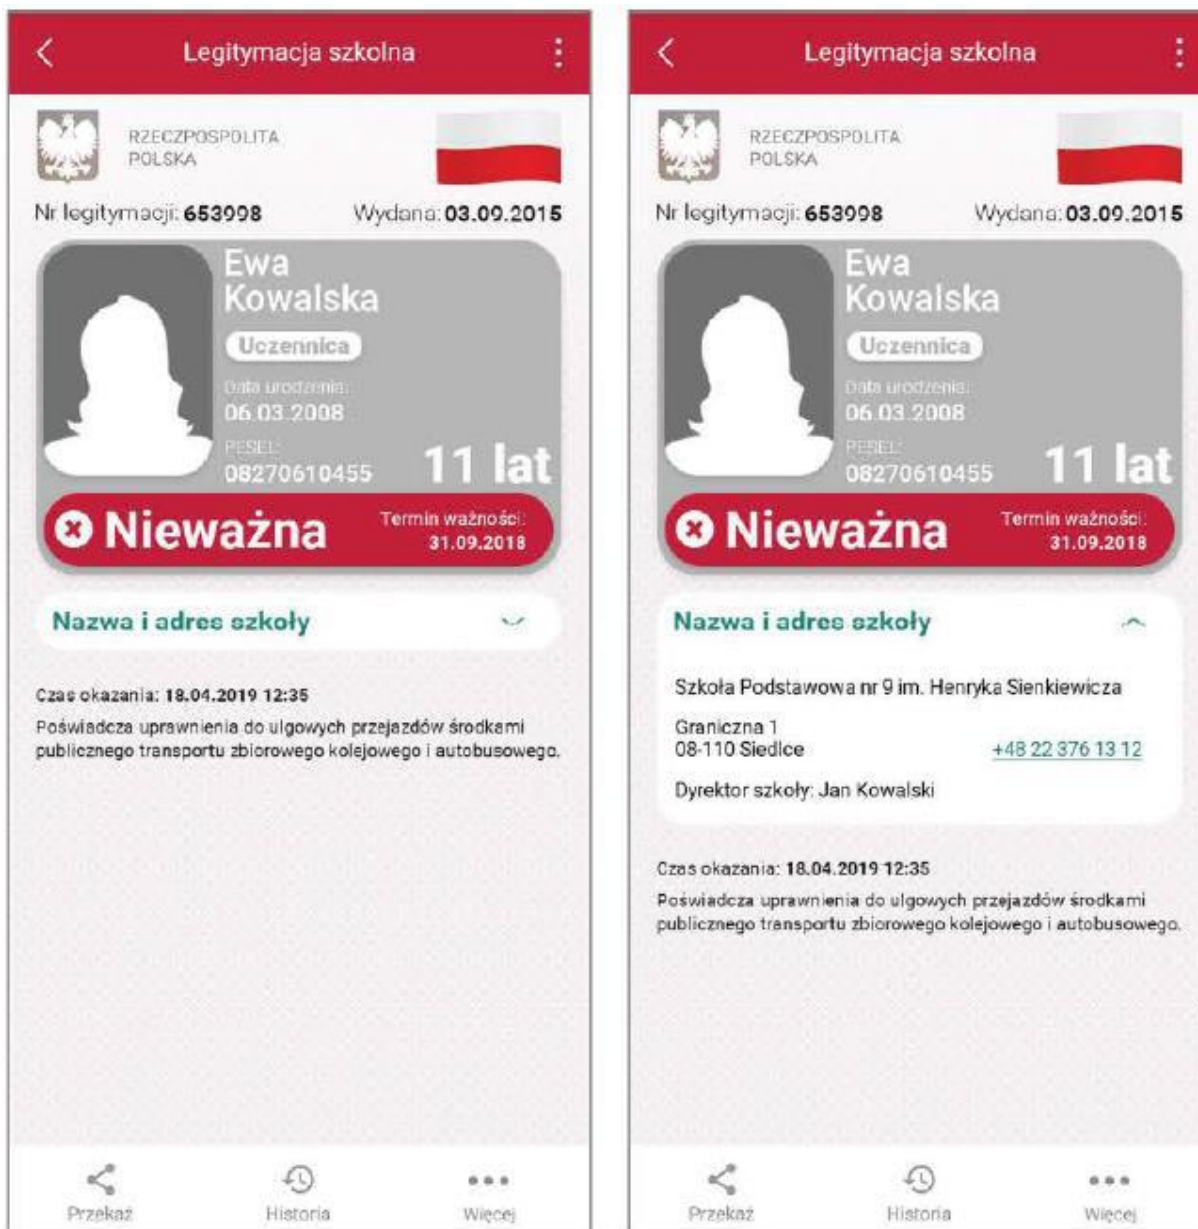 Legitymacja szkolna
RZECZPOSPOLITA
POLSKA
Nr legitymacji: 653998 Wydana: 03.09.2015
Ewa
Kowalska
Uczennica
Data urodzenia:
06.03.2008
PESEL:
08270610455
11 lat
Nieważna
Termin ważności:
31.09.2018
Nazwa i adres szkoły
Czas okazania: 18.04.2019 12:35
Poświadcza uprawnienia do ulgowych przejazdów środkami
publicznego transportu zbiorowego kolejowego i autobusowego.
Przekaż Historia Więcej
Legitymacja szkolna
RZECZPOSPOLITA
POLSKA
Nr legitymacji: 653998 Wydana: 03.09.2015
Ewa
Kowalska
Uczennica
Data urodzenia:
06.03.2008
PESEL:
08270610455
11 lat
Nieważna
Termin ważności:
31.09.2018
Nazwa i adres szkoły
Szkoła Podstawowa nr 9 im. Henryka Sienkiewicza
Graniczna 1
08-110 Siedlce +48 22 376 13 12
Dyrektor szkoły: Jan Kowalski
Czas okazania: 18.04.2019 12:35
Poświadcza uprawnienia do ulgowych przejazdów środkami
publicznego transportu zbiorowego kolejowego i autobusowego.
Przekaż Historia Więcej